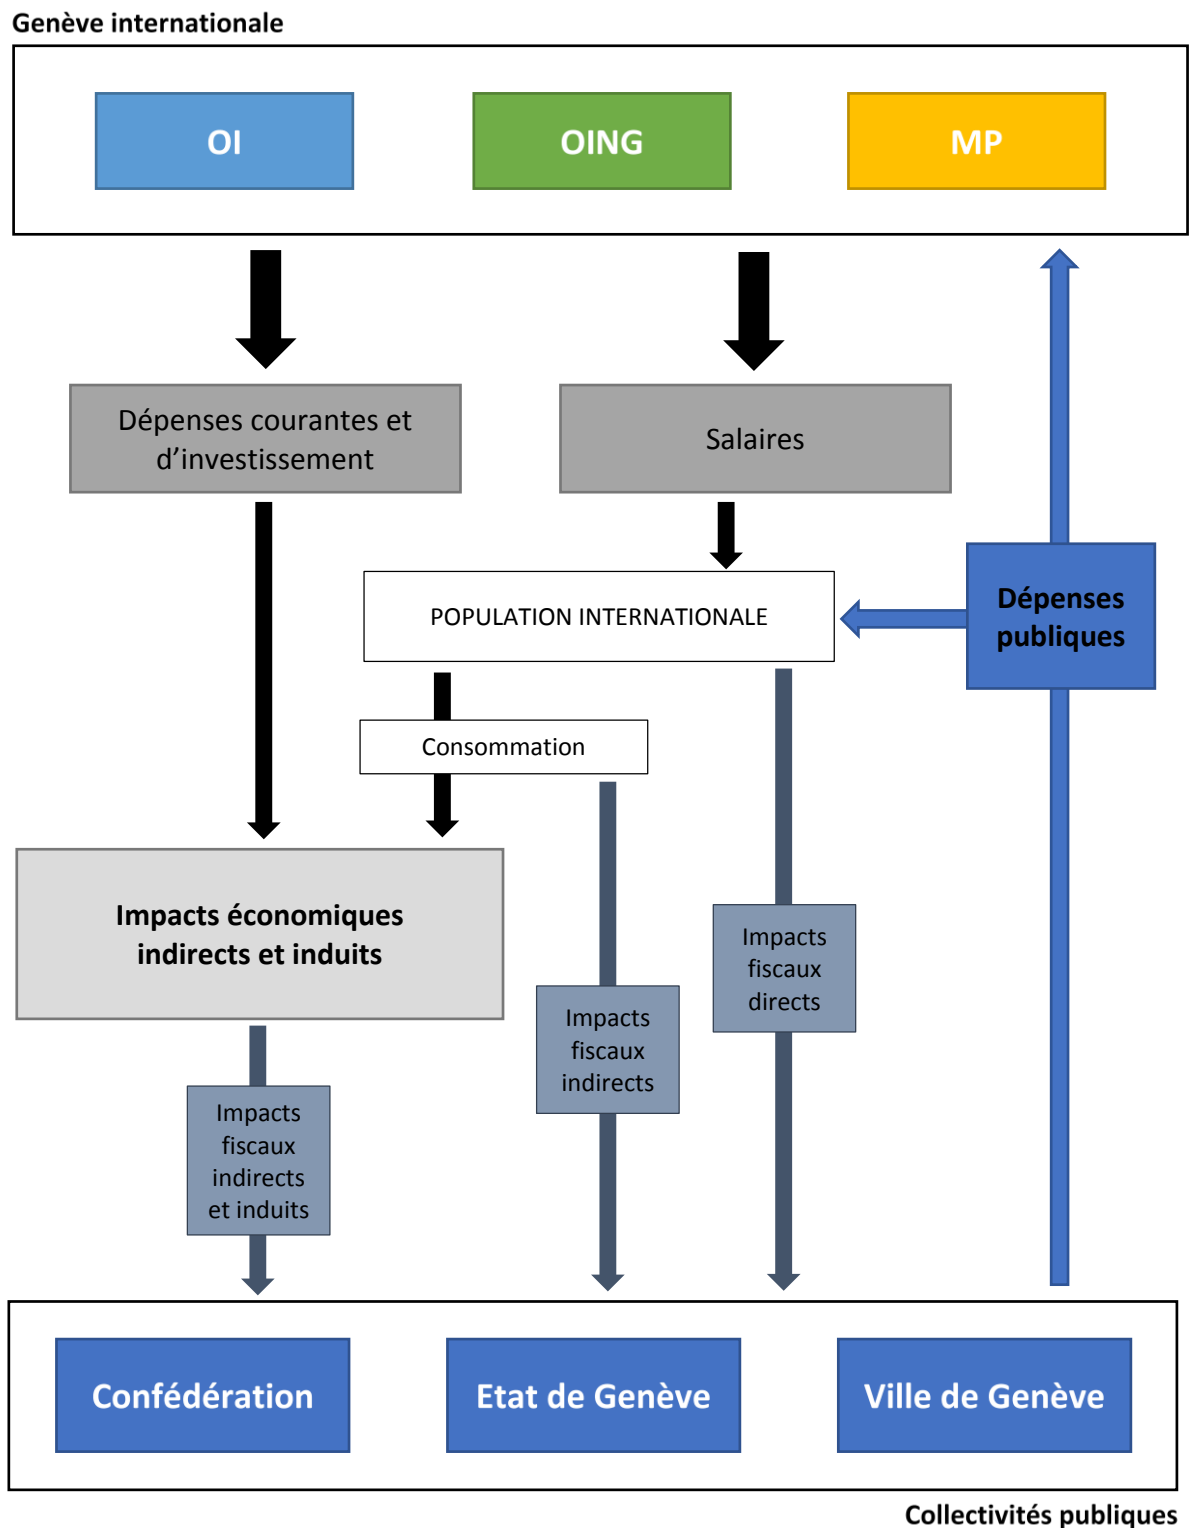 Genève internationale
OI
OING
MP
Dépenses courantes et
d'investissement
Salaires
Dépenses
publiques
POPULATION INTERNATIONALE
Consommation
Impacts économiques
indirects et induits
Impacts
fiscaux
directs
Impacts
fiscaux
indirects
Impacts
fiscaux
indirects
et induits
Confédération
Etat de Genève
Ville de Genève
Collectivités publiques